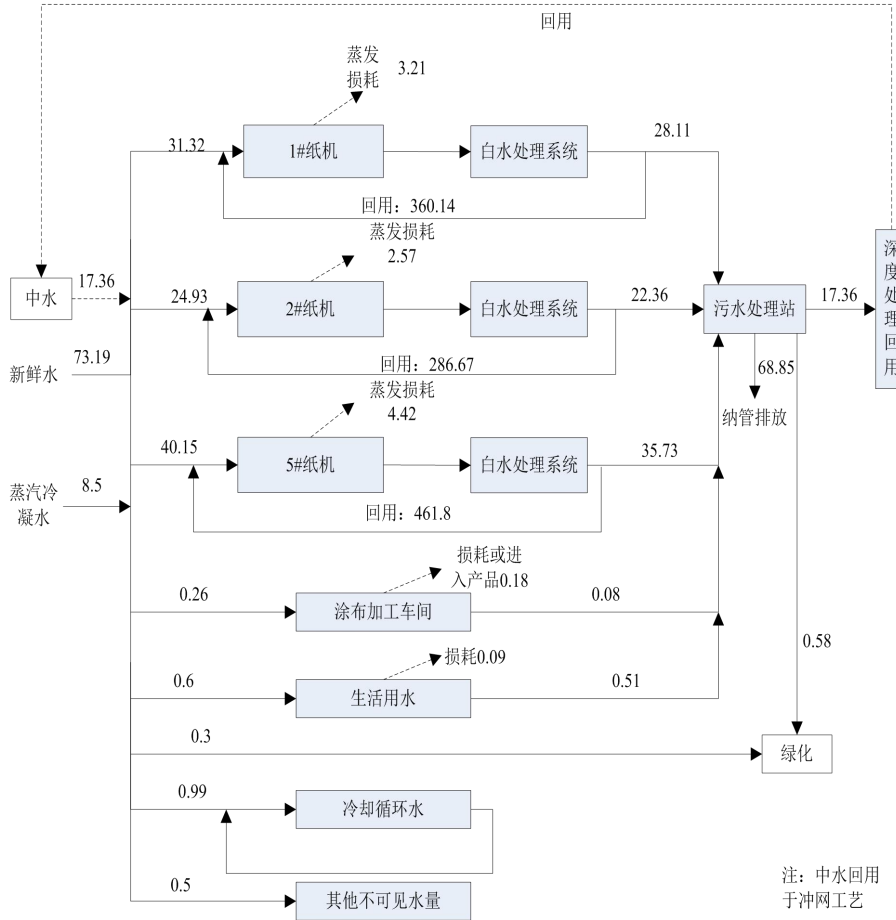 回用
蒸发
损耗
3.21
31.32
1#纸机
白水处理系统
28.11
回用：360.14
蒸发损耗
2.57
中水
17.36
24.93
2#纸机
白水处理系统
22.36
污水处理站
17.36
深
度
处
理
回
用
回用：286.67
新鲜水
73.19
68.85
纳管排放
蒸发损耗
4.42
40.15
5#纸机
白水处理系统
35.73
蒸汽冷
凝水
8.5
回用：461.8
损耗或进
入产品0.18
0.26
涂布加工车间
0.08
损耗0.09
0.6
生活用水
0.51
0.58
0.3
绿化
0.99
冷却循环水
0.5
其他不可见水量
注：中水回用
于冲网工艺